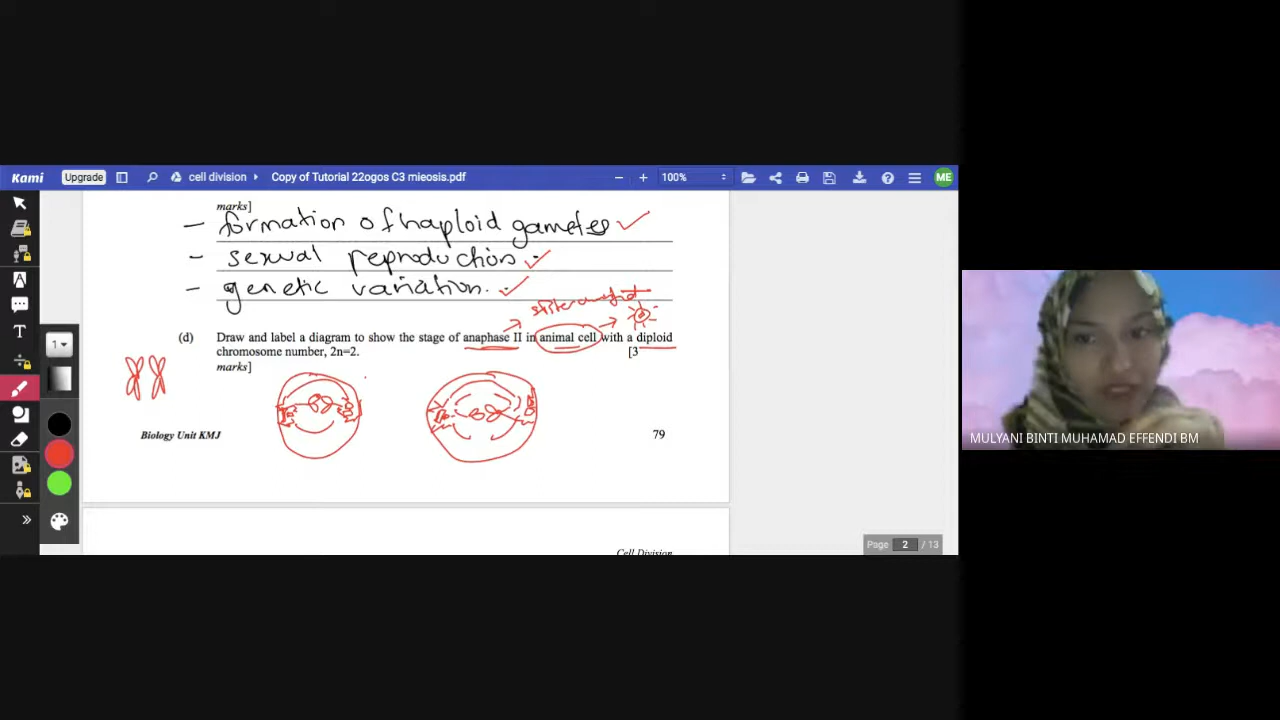 Kami
Upgrade
cell division
Copy of Tutorial 22ogos C3 mieosis.pdf
100%
ME
marks]
- formation of haploid gametes
- sexual reproduction.
- genetic variation.
(d) Draw and label a diagram to show the stage of anaphase II in animal cell with a diploid
chromosome number, 2n=2. [3
marks]
Biology Unit KMJ
79
Cell Division
Page 2 / 13
T
1
MULYANI BINTI MUHAMAD EFFENDI BM